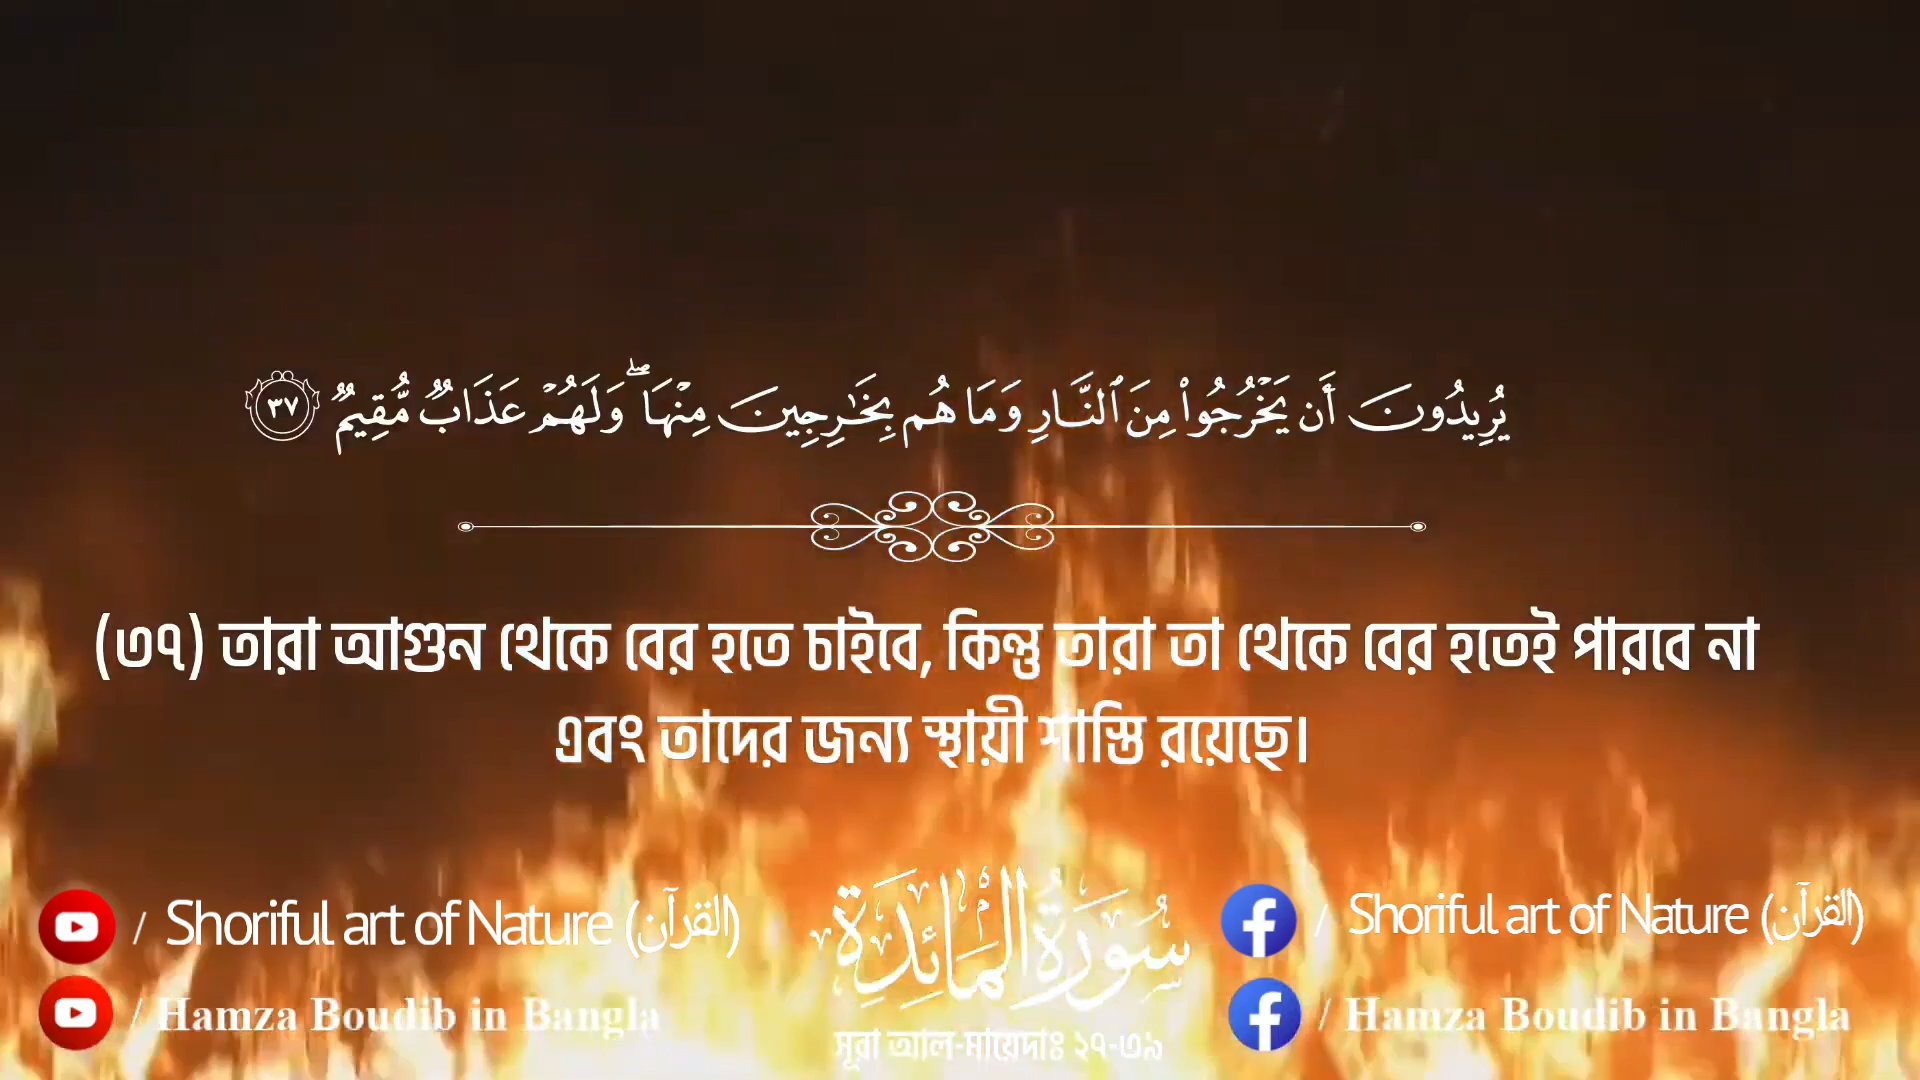 يُرِيدُونَ أَن يَخْرُجُوا۟ مِنَ ٱلنَّارِ وَمَا هُم بِخَـٰرِجِينَ مِنْهَا ۖ وَلَهُمْ عَذَابٌ مُّقِيمٌ ٣٧
(৩৭) তারা আগুন থেকে বের হতে চাইবে, কিন্তু তারা তা থেকে বের হতেই পারবে না
এবং তাদের জন্য স্থায়ী শাস্তি রয়েছে।
/ Shoriful art of Nature (القرآن)
/ Hamza Boudib in Bangla
سُورَةُ الْمَائِدَةِ
সূরা আল-মায়েদাঃ ২৭-৩৯
/ Shoriful art of Nature (القرآن)
/ Hamza Boudib in Bangla